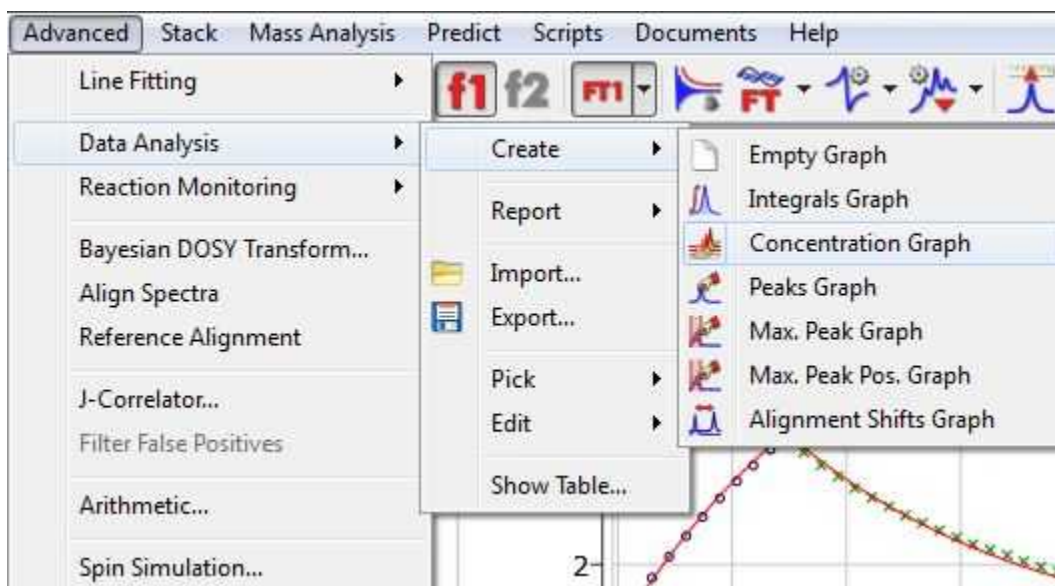 Advanced Stack Mass Analysis Predict Scripts Documents Help
f1 f2 FT1 FT
Line Fitting
Data Analysis
Reaction Monitoring
Bayesian DOSY Transform...
Align Spectra
Reference Alignment
J-Correlator...
Filter False Positives
Arithmetic...
Spin Simulation...
Create
Report
Import...
Export...
Pick
Edit
Show Table...
Empty Graph
Integrals Graph
Concentration Graph
Peaks Graph
Max. Peak Graph
Max. Peak Pos. Graph
Alignment Shifts Graph
2